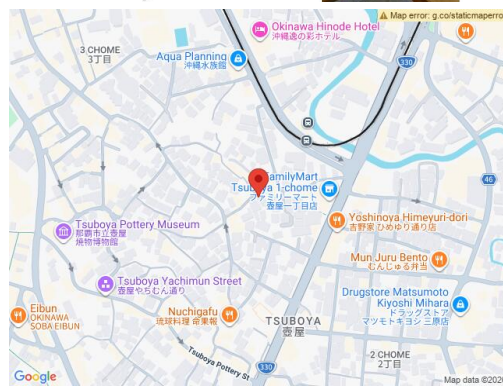 Okinawa Hinode Hotel
沖縄逸の彩ホテル
Map error: g.co/staticmaperro
330
3 CHOME
3丁目
Aqua Planning
沖縄水族館
FamilyMart
Tsuboya 1-chome
ファミリーマート
壺屋一丁目店
46
Yoshinoya Himeyuri-dori
吉野家 ひめゆり通り店
Tsuboya Pottery Museum
那覇市立壺屋
焼物博物館
Mun Juru Bento
むんじゅる弁当
Tsuboya Yachimun Street
壺屋やちむん通り
Drugstore Matsumoto
Kiyoshi Mihara
ドラッグストア
マツモトキヨシ 三原店
Eibun
OKINAWA
SOBA EIBUN
Nuchigafu
琉球料理 命果報
TSUBOYA
壺屋
Tsuboya Pottery St
330
2 CHOME
2丁目
Google
Map data ©202